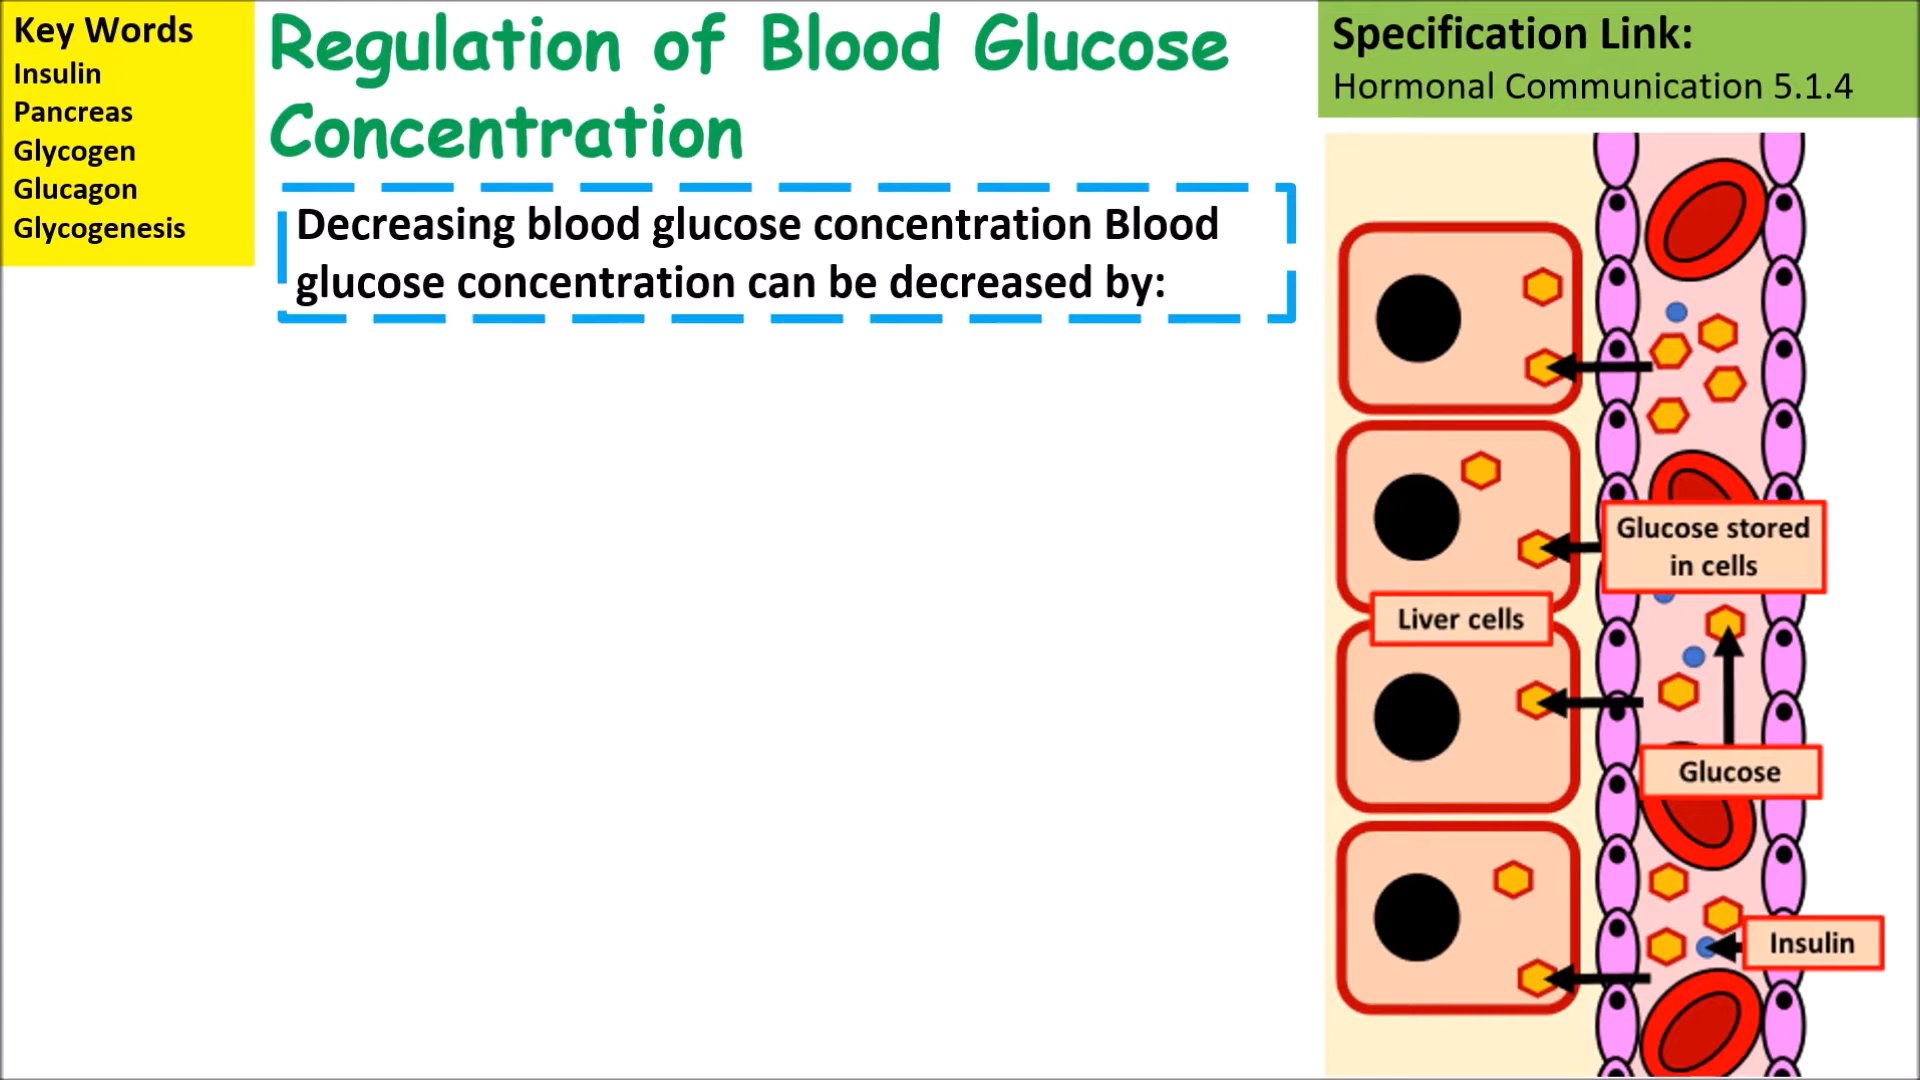 Key Words
Insulin
Pancreas
Glycogen
Glucagon
Glycogenesis
Regulation of Blood Glucose
Concentration
Specification Link:
Hormonal Communication 5.1.4
Decreasing blood glucose concentration Blood
glucose concentration can be decreased by:
Glucose stored
in cells
Liver cells
Glucose
Insulin